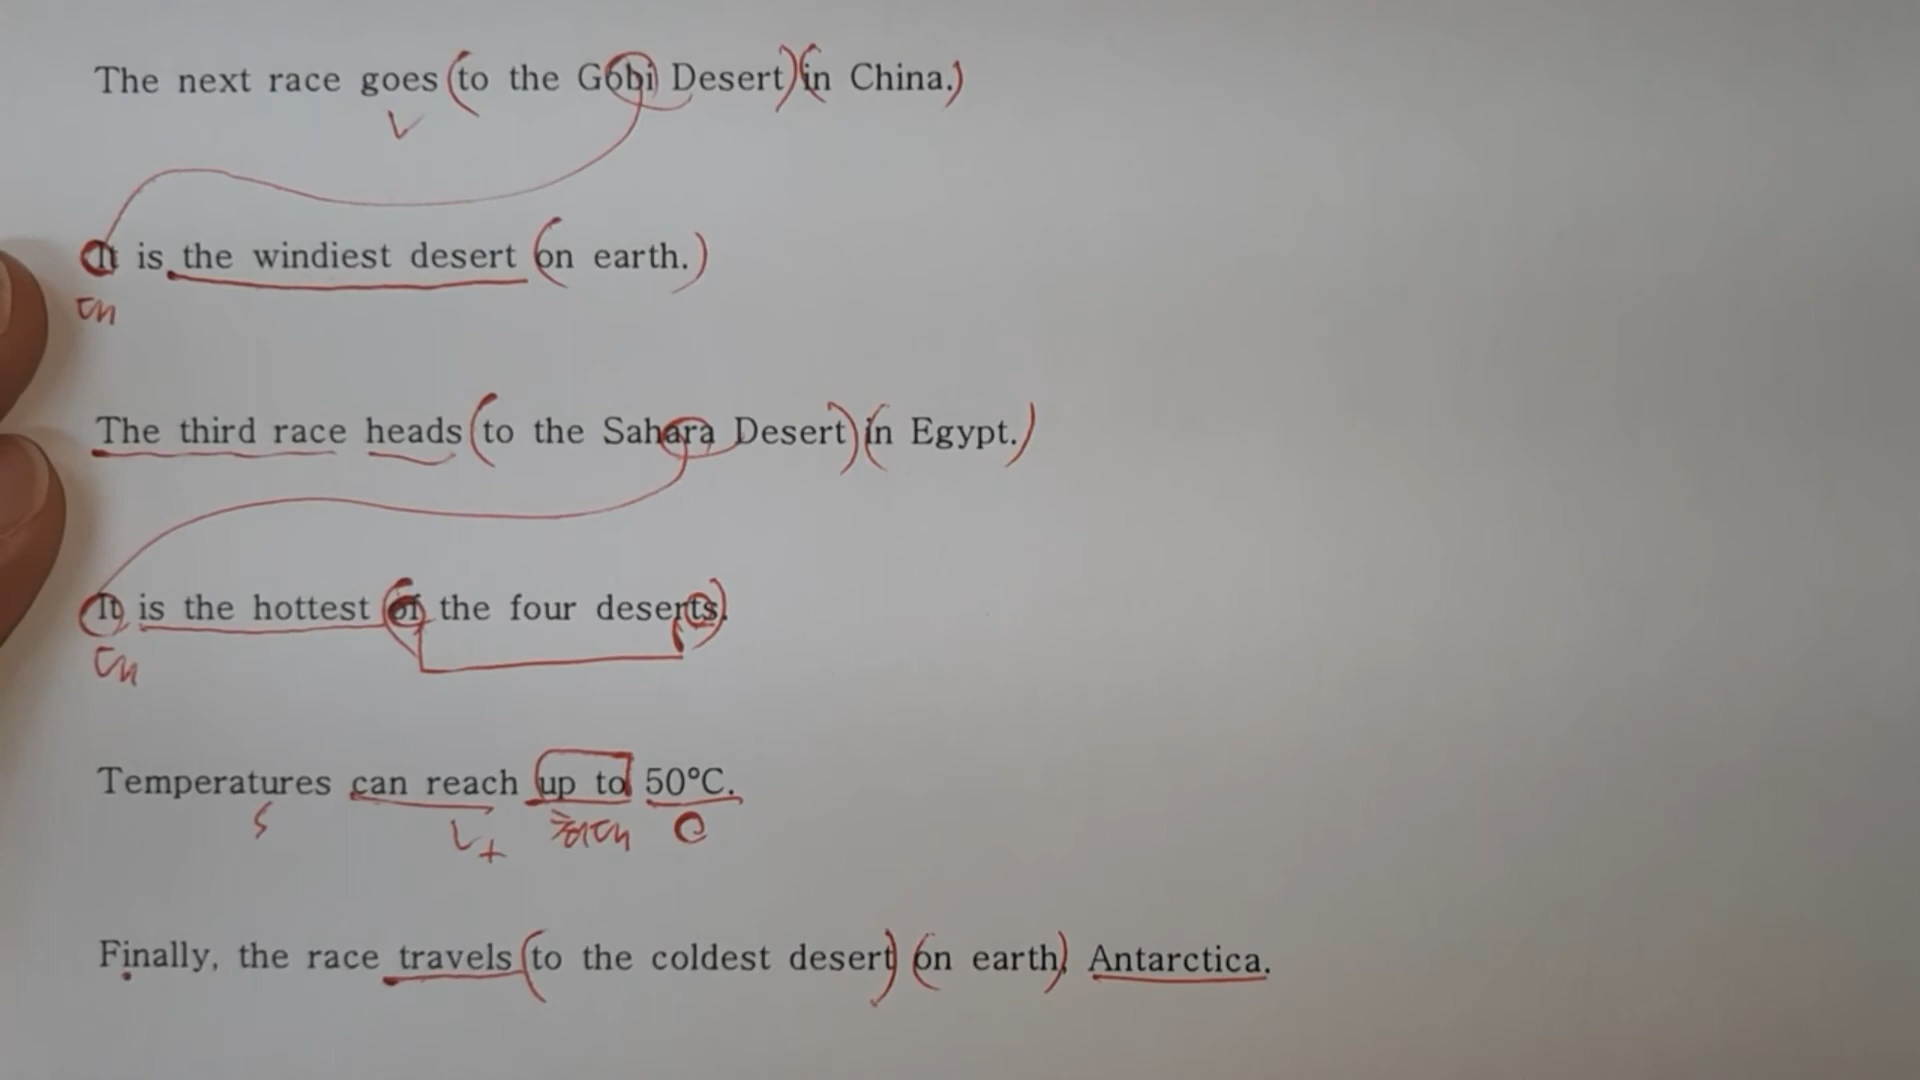 The next race goes (to the Gobi Desert)(in China.)
V
It is the windiest desert (on earth.)
대
The third race heads (to the Sahara Desert)(in Egypt.)
It is the hottest (of the four deserts).
대
Temperatures can reach up to 50°C.
S V+ 최대 O
Finally, the race travels (to the coldest desert) (on earth), Antarctica.